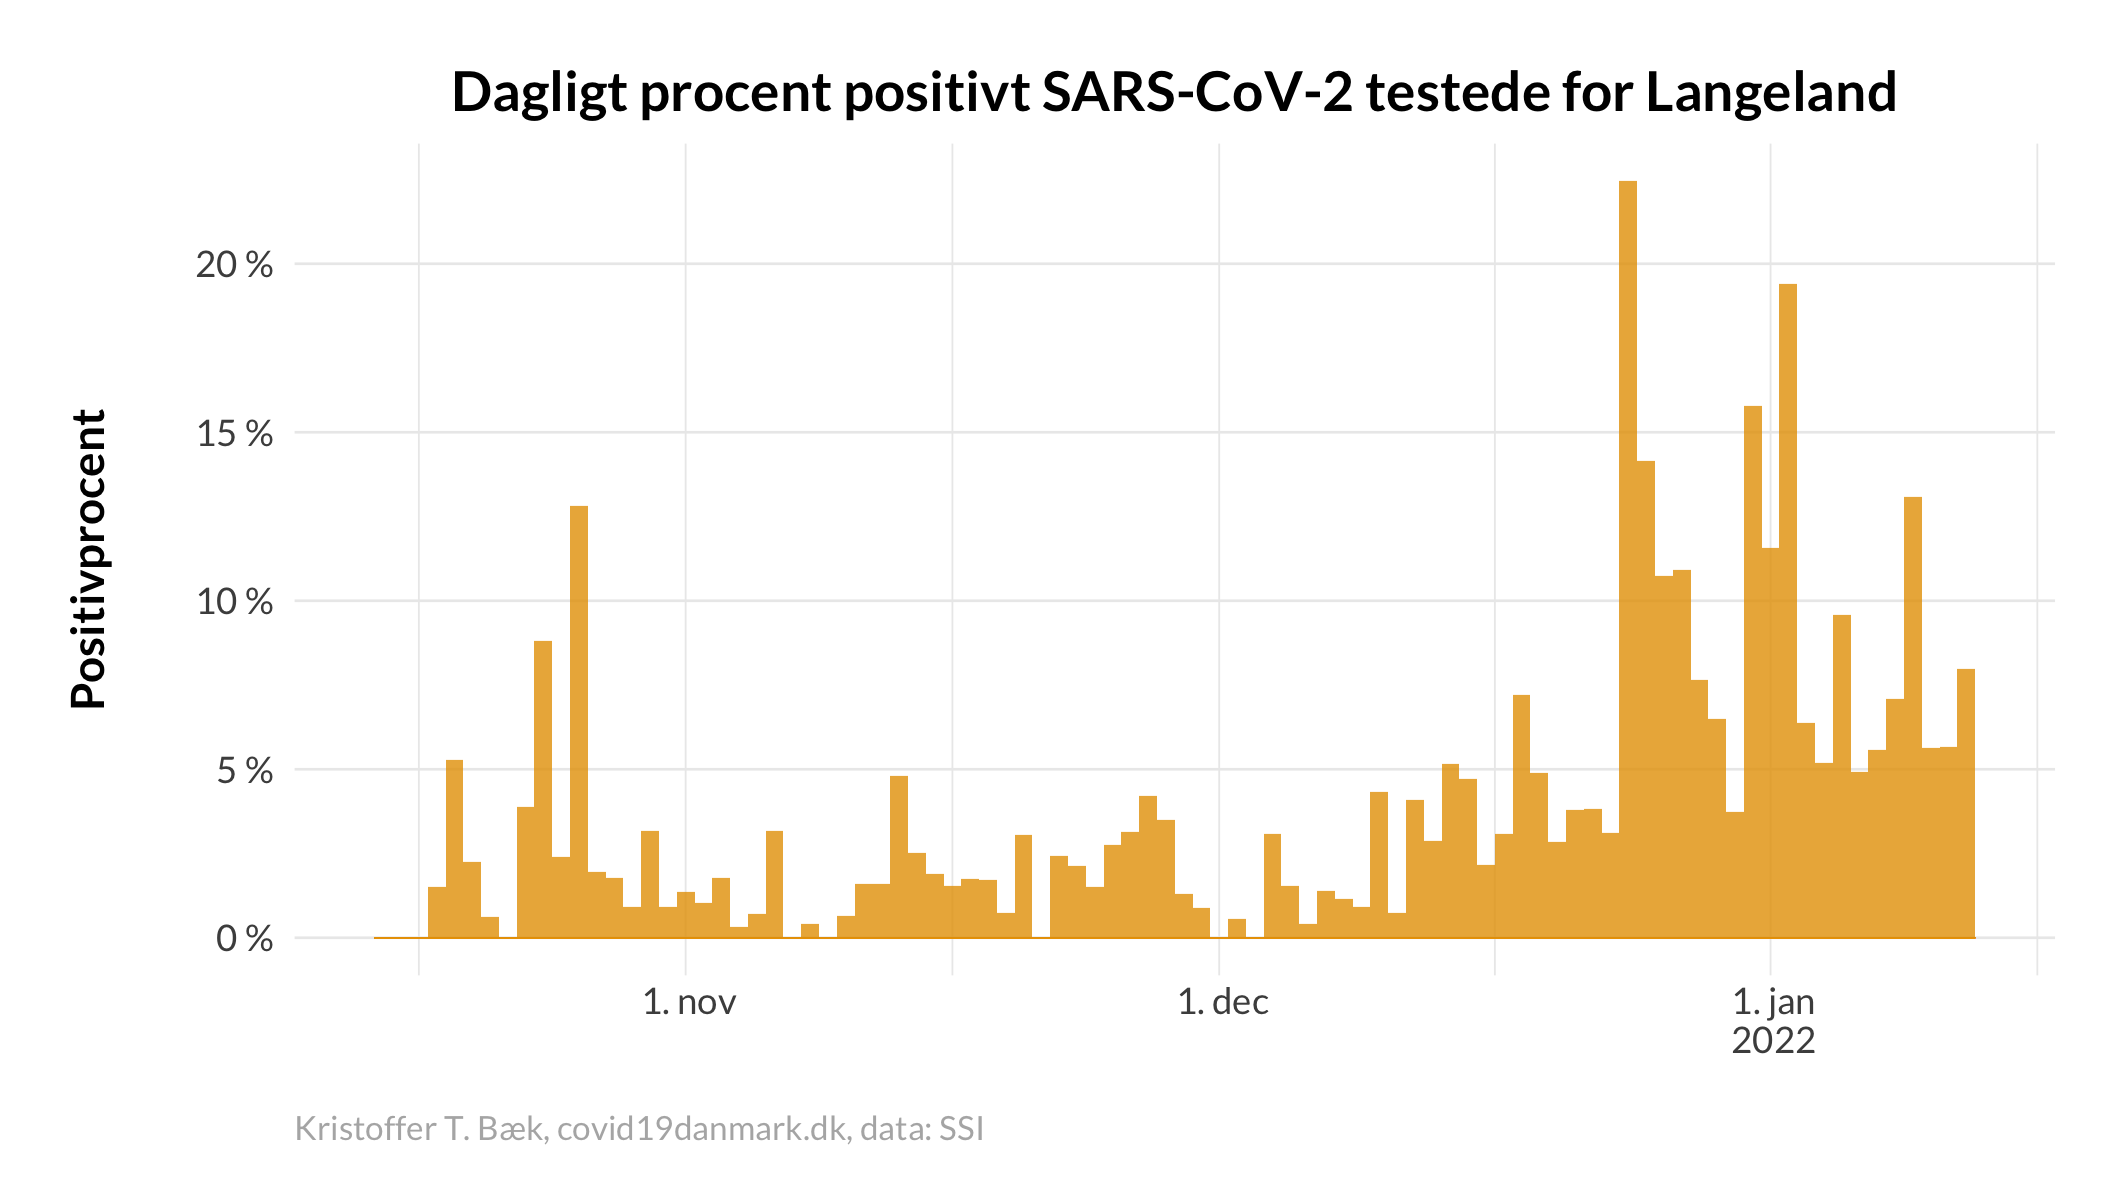 Dagligt procent positivt SARS-CoV-2 testede for Langeland
Positivprocent
20 %
15 %
10 %
5 %
0 %
1. nov
1. dec
1. jan
2022
Kristoffer T. Bæk, covid19danmark.dk, data: SSI